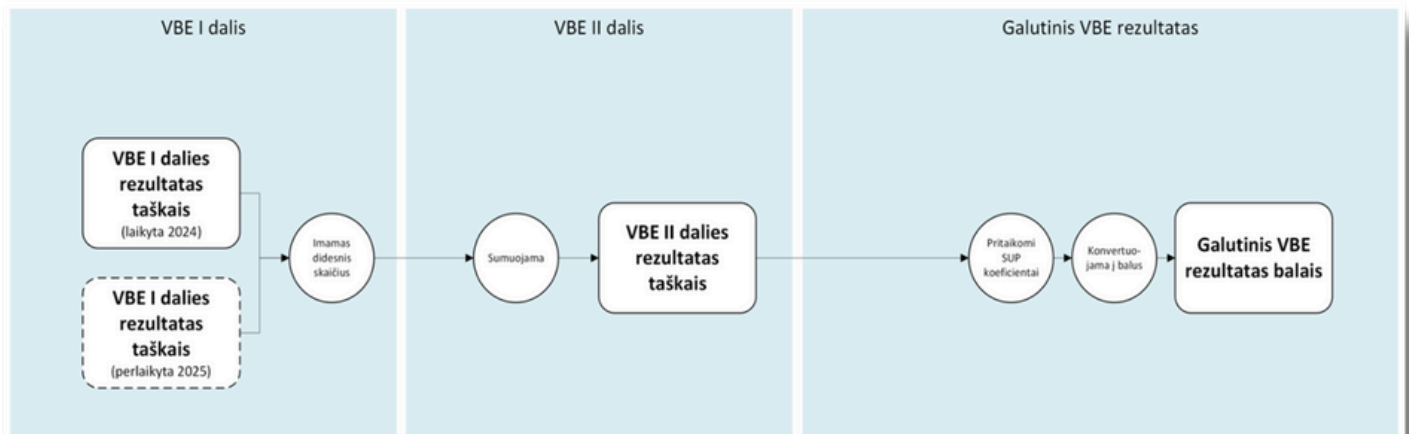 VBE I dalis
VBE I dalies
rezultatas
taškais
(laikyta 2024)
VBE I dalies
rezultatas
taškais
(perlaikyta 2025)
Imamas
didesnis
skaičius
VBE II dalis
Sumuojama
VBE II dalies
rezultatas
taškais
Galutinis VBE rezultatas
Pritaikomi
SUP
koeficientai
Konvertuo-
jama į balus
Galutinis VBE
rezultatas balais